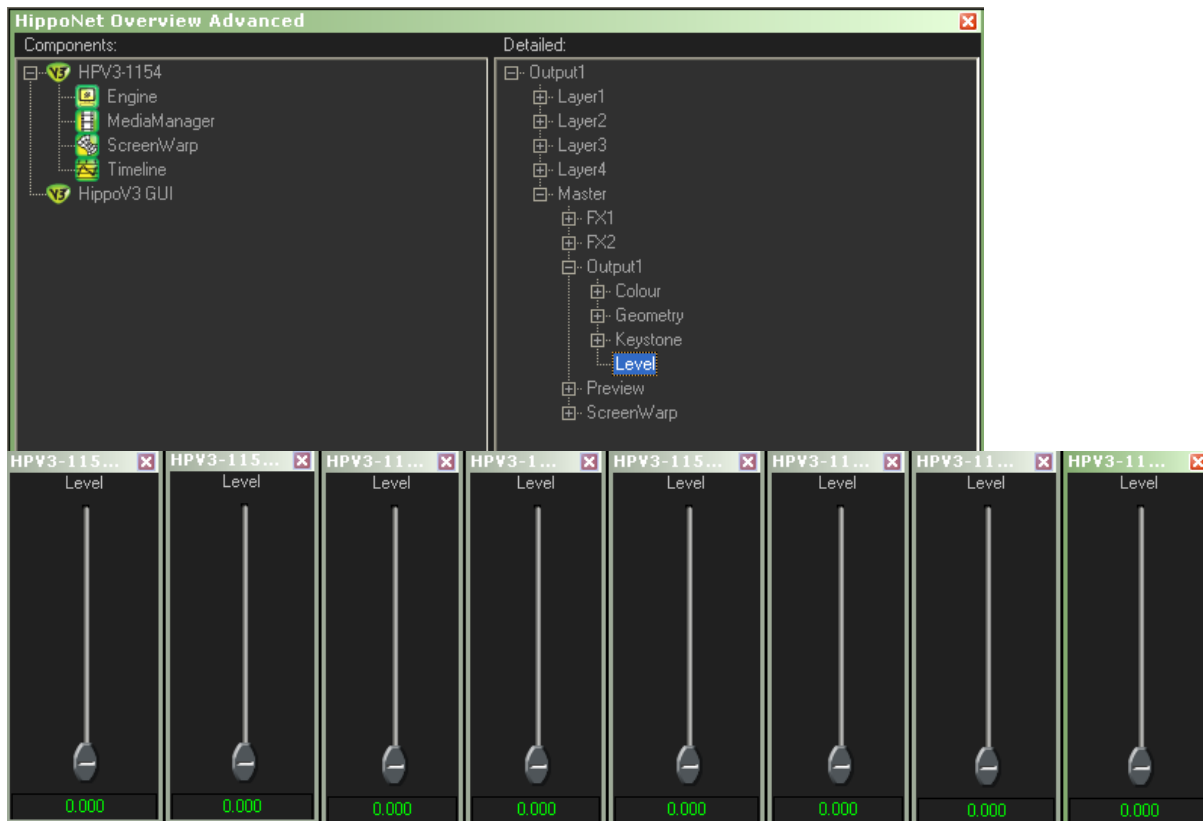 HippoNet Overview Advanced
Components:
HPV3-1154
Engine
MediaManager
ScreenWarp
Timeline
HippoV3 GUI
Detailed:
Output1
Layer1
Layer2
Layer3
Layer4
Master
FX1
FX2
Output1
Colour
Geometry
Keystone
Level
Preview
ScreenWarp
HPV3-115... HPV3-115... HPV3-11... HPV3-1... HPV3-115... HPV3-11... HPV3-11... HPV3-11...
Level Level Level Level Level Level Level Level
0.000 0.000 0.000 0.000 0.000 0.000 0.000 0.000